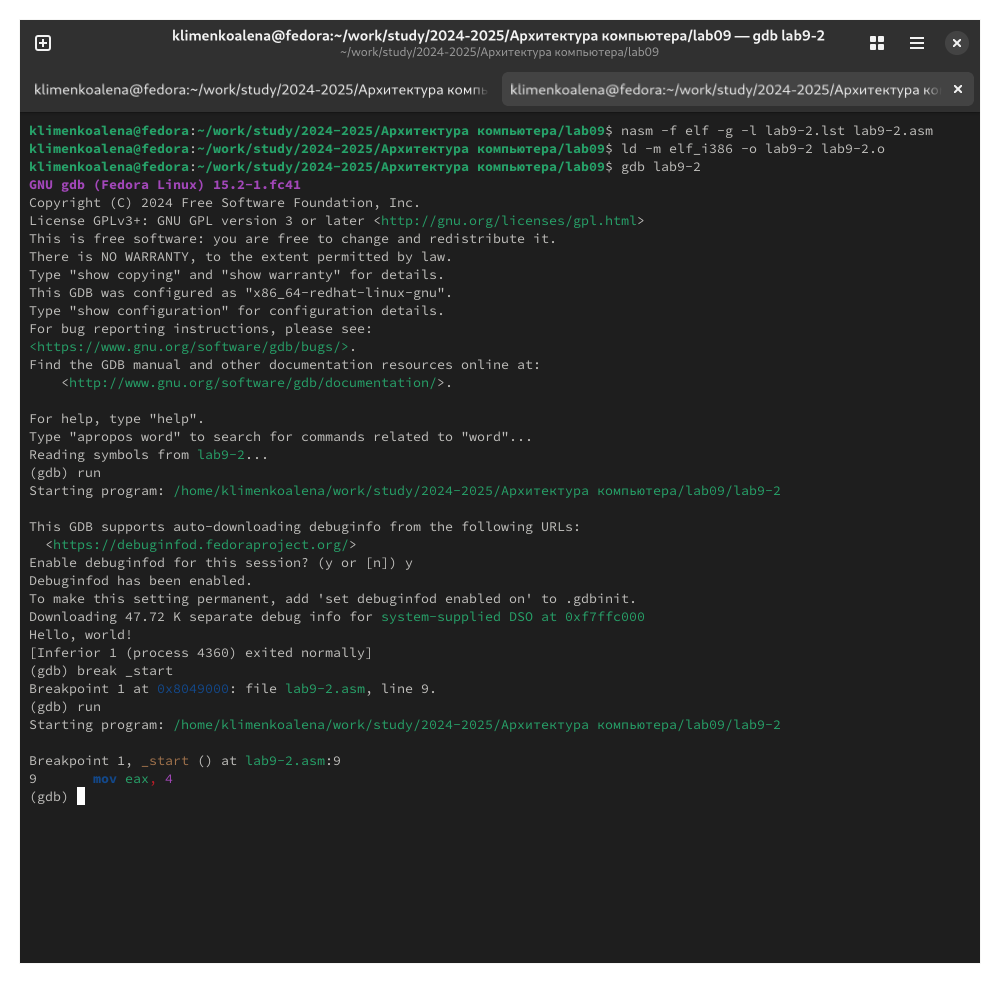 klimenkoalena@fedora:~/work/study/2024-2025/Архитектура компьютера/lab09 — gdb lab9-2
~/work/study/2024-2025/Архитектура компьютера/lab09
klimenkoalena@fedora:~/work/study/2024-2025/Архитектура компь
klimenkoalena@fedora:~/work/study/2024-2025/Архитектура ко
klimenkoalena@fedora:~/work/study/2024-2025/Архитектура компьютера/lab09$ nasm -f elf -g -l lab9-2.lst lab9-2.asm
klimenkoalena@fedora:~/work/study/2024-2025/Архитектура компьютера/lab09$ ld -m elf_i386 -o lab9-2 lab9-2.o
klimenkoalena@fedora:~/work/study/2024-2025/Архитектура компьютера/lab09$ gdb lab9-2
GNU gdb (Fedora Linux) 15.2-1.fc41
Copyright (C) 2024 Free Software Foundation, Inc.
License GPLv3+: GNU GPL version 3 or later <http://gnu.org/licenses/gpl.html>
This is free software: you are free to change and redistribute it.
There is NO WARRANTY, to the extent permitted by law.
Type "show copying" and "show warranty" for details.
This GDB was configured as "x86_64-redhat-linux-gnu".
Type "show configuration" for configuration details.
For bug reporting instructions, please see:
<https://www.gnu.org/software/gdb/bugs/>.
Find the GDB manual and other documentation resources online at:
    <http://www.gnu.org/software/gdb/documentation/>.
For help, type "help".
Type "apropos word" to search for commands related to "word"...
Reading symbols from lab9-2...
(gdb) run
Starting program: /home/klimenkoalena/work/study/2024-2025/Архитектура компьютера/lab09/lab9-2
This GDB supports auto-downloading debuginfo from the following URLs:
  <https://debuginfod.fedoraproject.org/>
Enable debuginfod for this session? (y or [n]) y
Debuginfod has been enabled.
To make this setting permanent, add 'set debuginfod enabled on' to .gdbinit.
Downloading 47.72 K separate debug info for system-supplied DSO at 0xf7ffc000
Hello, world!
[Inferior 1 (process 4360) exited normally]
(gdb) break _start
Breakpoint 1 at 0x8049000: file lab9-2.asm, line 9.
(gdb) run
Starting program: /home/klimenkoalena/work/study/2024-2025/Архитектура компьютера/lab09/lab9-2
Breakpoint 1, _start () at lab9-2.asm:9
9       mov eax, 4
(gdb)